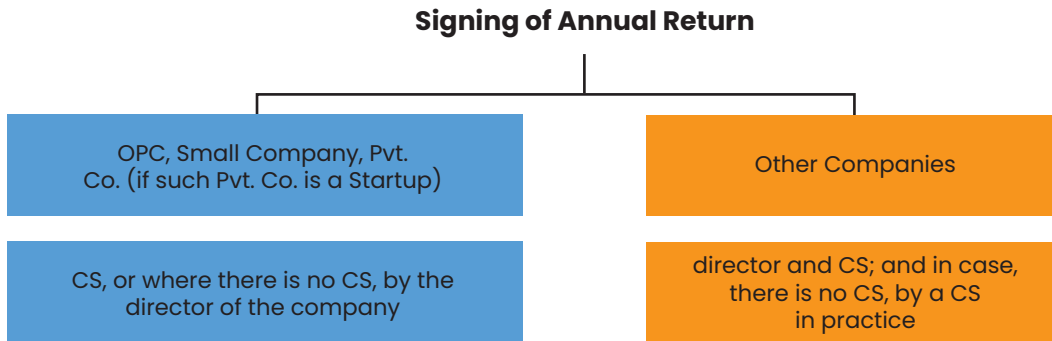 Signing of Annual Return
OPC, Small Company, Pvt.
Co. (if such Pvt. Co. is a Startup)
Other Companies
CS, or where there is no CS, by the
director of the company
director and CS; and in case,
there is no CS, by a CS
in practice